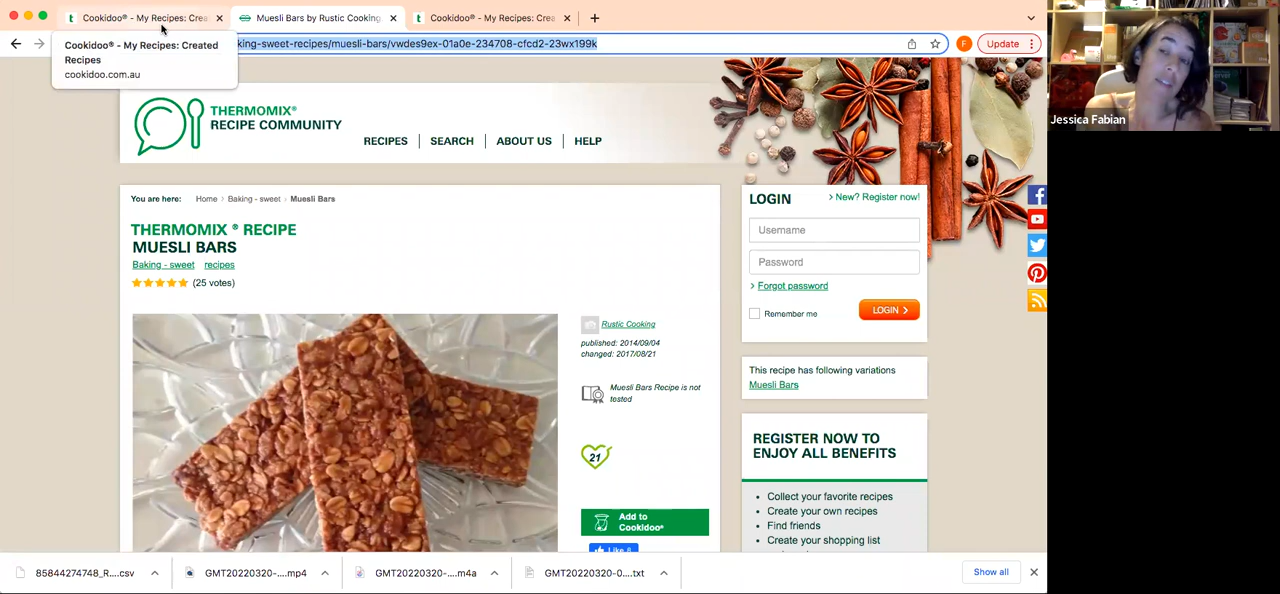 Cookidoo® - My Recipes: Crea
Muesli Bars by Rustic Cooking
Cookidoo® - My Recipes: Crea
king-sweet-recipes/muesli-bars/vwdes9ex-01a0e-234708-cfcd2-23wx199k
F
Update
Cookidoo® - My Recipes: Created
Recipes
cookidoo.com.au
Jessica Fabian
THERMOMIX®
RECIPE COMMUNITY
RECIPES
SEARCH
ABOUT US
HELP
You are here: Home › Baking - sweet › Muesli Bars
THERMOMIX ® RECIPE
MUESLI BARS
Baking - sweet recipes
(25 votes)
Rustic Cooking
published: 2014/09/04
changed: 2017/08/21
Muesli Bars Recipe is not
tested
21
Add to
Cookidoo®
Like 8
LOGIN
› New? Register now!
Username
Password
› Forgot password
Remember me
LOGIN
This recipe has following variations
Muesli Bars
REGISTER NOW TO
ENJOY ALL BENEFITS
• Collect your favorite recipes
• Create your own recipes
• Find friends
• Create your shopping list
85844274748_R....csv
GMT20220320-....mp4
GMT20220320-....m4a
GMT20220320-0....txt
Show all